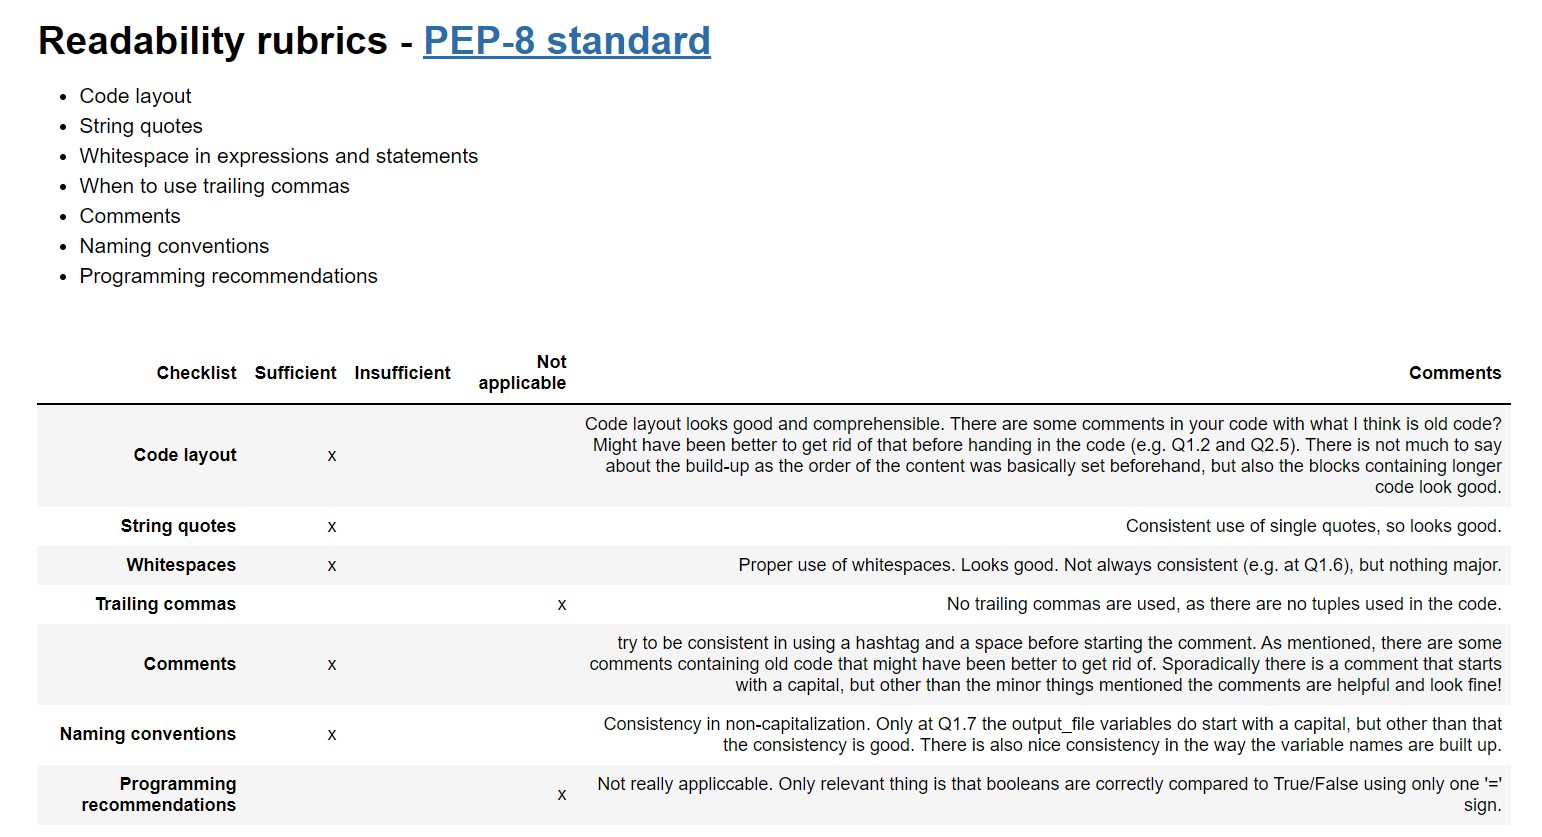 Readability rubrics - PEP-8 standard
Code layout
String quotes
Whitespace in expressions and statements
When to use trailing commas
Comments
Naming conventions
Programming recommendations
Checklist Sufficient Insufficient Not applicable Comments
Code layout x Code layout looks good and comprehensible. There are some comments in your code with what I think is old code?
Might have been better to get rid of that before handing in the code (e.g. Q1.2 and Q2.5). There is not much to say
about the build-up as the order of the content was basically set beforehand, but also the blocks containing longer
code look good.
String quotes x Consistent use of single quotes, so looks good.
Whitespaces x Proper use of whitespaces. Looks good. Not always consistent (e.g. at Q1.6), but nothing major.
Trailing commas x No trailing commas are used, as there are no tuples used in the code.
Comments x try to be consistent in using a hashtag and a space before starting the comment. As mentioned, there are some
comments containing old code that might have been better to get rid of. Sporadically there is a comment that starts
with a capital, but other than the minor things mentioned the comments are helpful and look fine!
Naming conventions x Consistency in non-capitalization. Only at Q1.7 the output_file variables do start with a capital, but other than that
the consistency is good. There is also nice consistency in the way the variable names are built up.
Programming recommendations x Not really appliccable. Only relevant thing is that booleans are correctly compared to True/False using only one '='
sign.